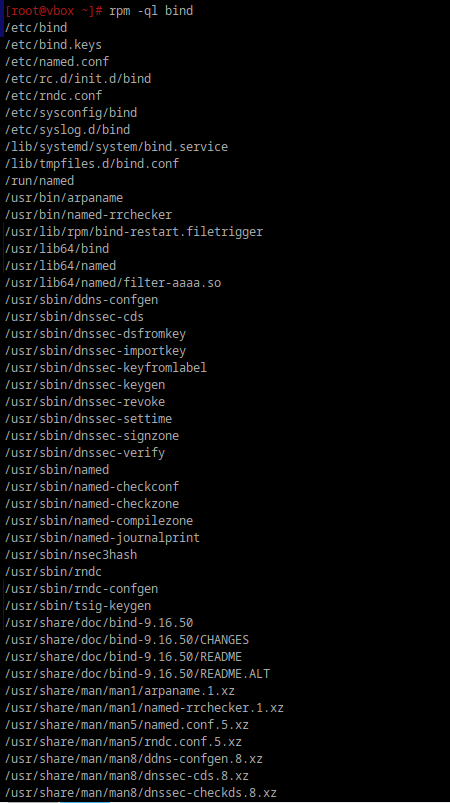 [root@vbox ~]# rpm -ql bind
/etc/bind
/etc/bind.keys
/etc/named.conf
/etc/rc.d/init.d/bind
/etc/rndc.conf
/etc/sysconfig/bind
/etc/syslog.d/bind
/lib/systemd/system/bind.service
/lib/tmpfiles.d/bind.conf
/run/named
/usr/bin/arpaname
/usr/bin/named-rrchecker
/usr/lib/rpm/bind-restart.filetrigger
/usr/lib64/bind
/usr/lib64/named
/usr/lib64/named/filter-aaaa.so
/usr/sbin/ddns-confgen
/usr/sbin/dnssec-cds
/usr/sbin/dnssec-dsfromkey
/usr/sbin/dnssec-importkey
/usr/sbin/dnssec-keyfromlabel
/usr/sbin/dnssec-keygen
/usr/sbin/dnssec-revoke
/usr/sbin/dnssec-settime
/usr/sbin/dnssec-signzone
/usr/sbin/dnssec-verify
/usr/sbin/named
/usr/sbin/named-checkconf
/usr/sbin/named-checkzone
/usr/sbin/named-compilezone
/usr/sbin/named-journalprint
/usr/sbin/nsec3hash
/usr/sbin/rndc
/usr/sbin/rndc-confgen
/usr/sbin/tsig-keygen
/usr/share/doc/bind-9.16.50
/usr/share/doc/bind-9.16.50/CHANGES
/usr/share/doc/bind-9.16.50/README
/usr/share/doc/bind-9.16.50/README.ALT
/usr/share/man/man1/arpaname.1.xz
/usr/share/man/man1/named-rrchecker.1.xz
/usr/share/man/man5/named.conf.5.xz
/usr/share/man/man5/rndc.conf.5.xz
/usr/share/man/man8/ddns-confgen.8.xz
/usr/share/man/man8/dnssec-cds.8.xz
/usr/share/man/man8/dnssec-checkds.8.xz